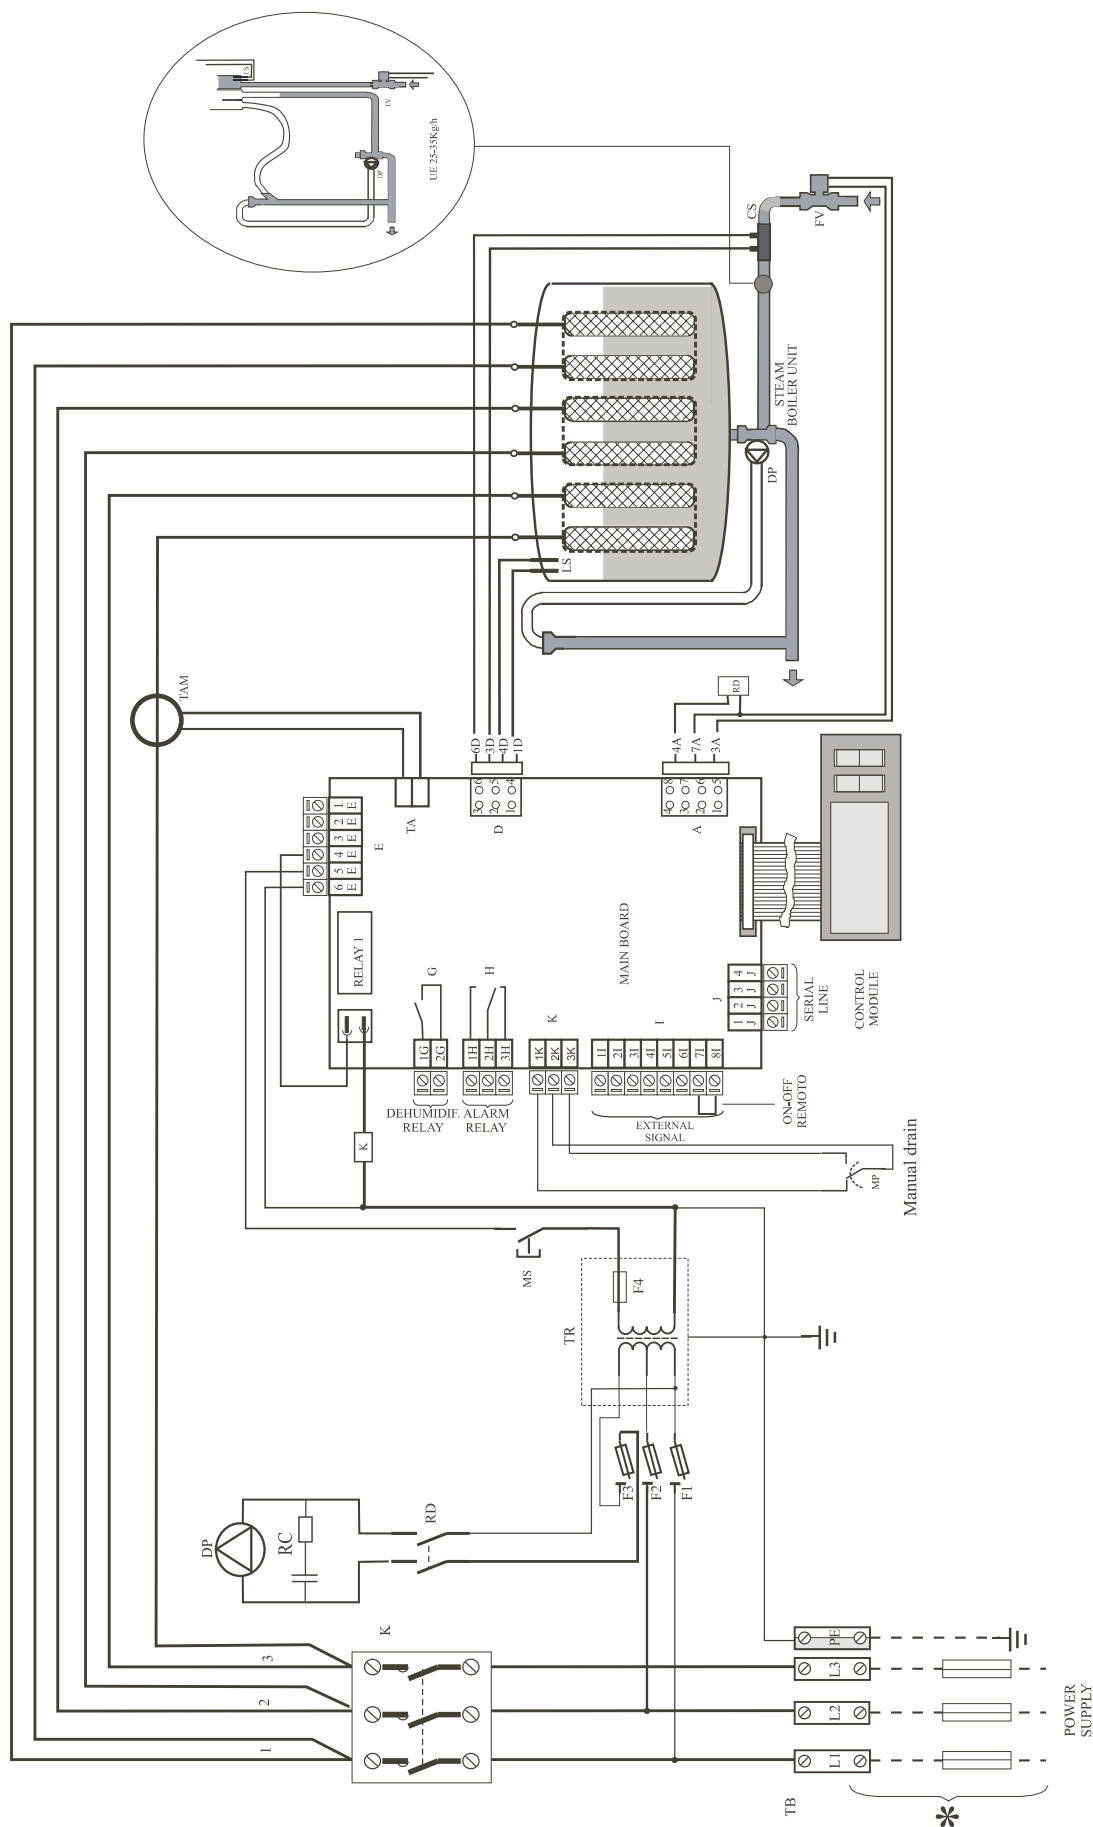 CS
FV
DP
UE 25-35Kg/h
CS
FV
STEAM
BOILER UNIT
DP
LS
TAM
RD
6D
3D
4D
1D
4A
7A
3A
3 6
2 5
1 4
D
4 8
3 7
2 6
1 5
A
TA
1 E
2 E
3 E
4 E
5 E
6 E
E
RELAY 1
MAIN BOARD
G
H
K
I
J
1G
2G
1H
2H
3H
1K
2K
3K
1I
2I
3I
4I
5I
6I
7I
8I
1 J
2 J
3 J
4 J
SERIAL
LINE
CONTROL
MODULE
DEHUMIDIF.
RELAY
ALARM
RELAY
EXTERNAL
SIGNAL
ON-OFF
REMOTO
K
MP
Manual drain
MS
F4
TR
F3
F2
F1
DP
RC
RD
K
3
2
1
PE
L3
L2
L1
TB
POWER
SUPPLY
*